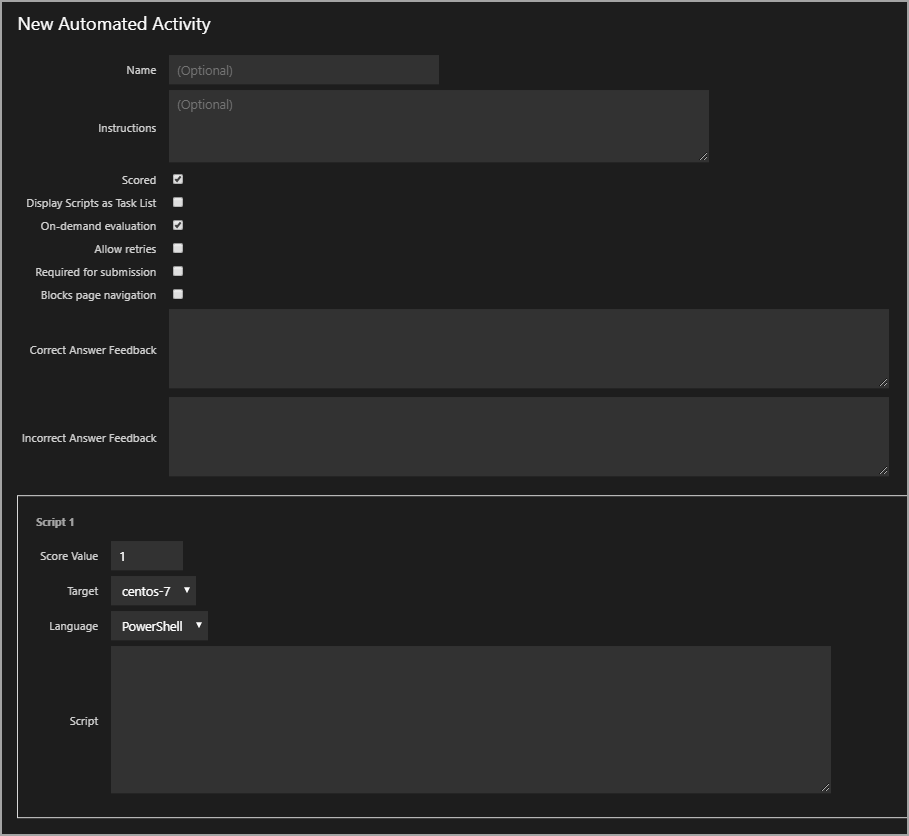 New Automated Activity
Name (Optional)
Instructions (Optional)
Scored
Display Scripts as Task List
On-demand evaluation
Allow retries
Required for submission
Blocks page navigation
Correct Answer Feedback
Incorrect Answer Feedback
Script 1
Score Value 1
Target centos-7
Language PowerShell
Script